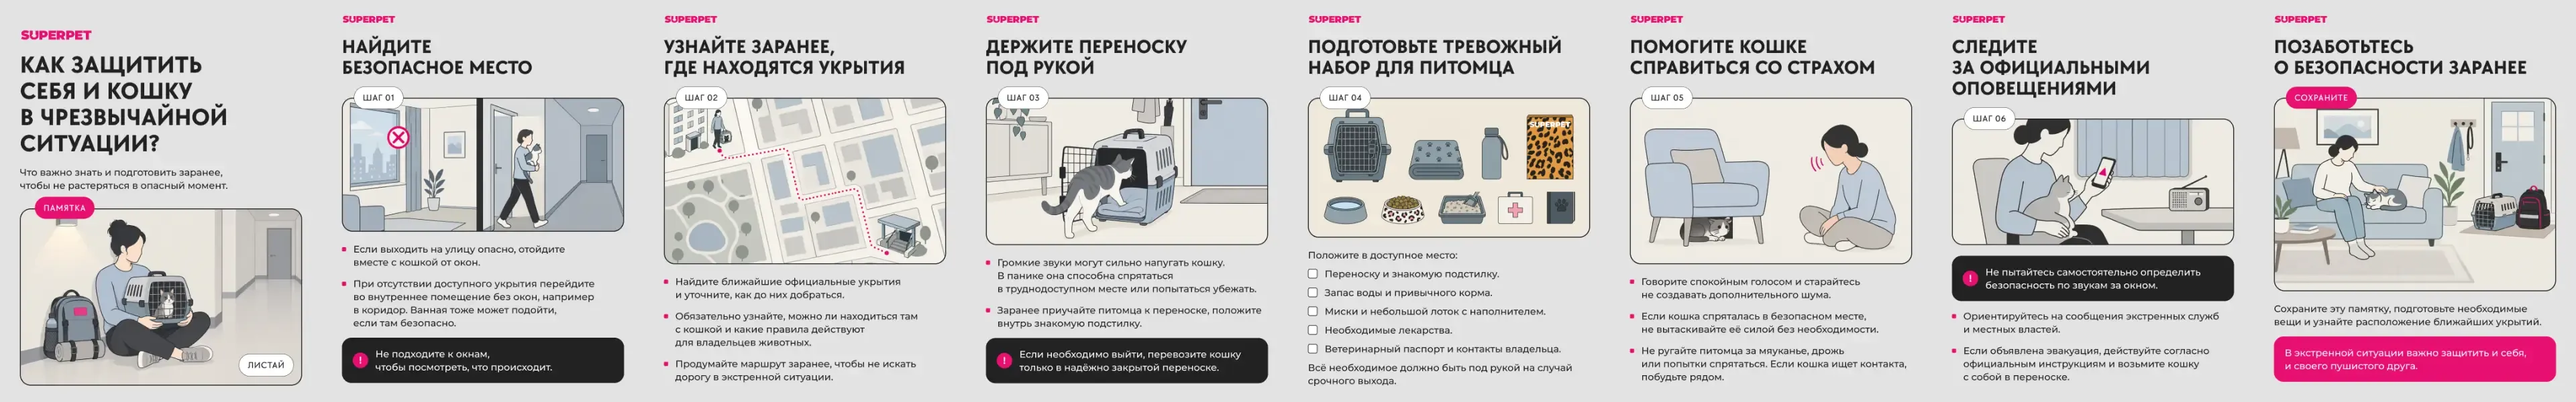 SUPERPET
КАК ЗАЩИТИТЬ
СЕБЯ И КОШКУ
В ЧРЕЗВЫЧАЙНОЙ
СИТУАЦИИ?
Что важно знать и подготовить заранее,
чтобы не растеряться в опасный момент.
ПАМЯТКА
ЛИСТАЙ
SUPERPET
НАЙДИТЕ
БЕЗОПАСНОЕ МЕСТО
ШАГ 01
Если выходить на улицу опасно, отойдите
вместе с кошкой от окон.
При отсутствии доступного укрытия перейдите
во внутреннее помещение без окон, например
в коридор. Ванная тоже может подойти,
если там безопасно.
Не подходите к окнам,
чтобы посмотреть, что происходит.
SUPERPET
УЗНАЙТЕ ЗАРАНЕЕ,
ГДЕ НАХОДЯТСЯ УКРЫТИЯ
ШАГ 02
Найдите ближайшие официальные укрытия
и уточните, как до них добраться.
Обязательно узнайте, можно ли находиться там
с кошкой и какие правила действуют
для владельцев животных.
Продумайте маршрут заранее, чтобы не искать
дорогу в экстренной ситуации.
SUPERPET
ДЕРЖИТЕ ПЕРЕНОСКУ
ПОД РУКОЙ
ШАГ 03
Громкие звуки могут сильно напугать кошку.
В панике она способна спрятаться
в труднодоступном месте или попытаться убежать.
Заранее приучайте питомца к переноске, положите
внутрь знакомую подстилку.
Если необходимо выйти, перевозите кошку
только в надёжно закрытой переноске.
SUPERPET
ПОДГОТОВЬТЕ ТРЕВОЖНЫЙ
НАБОР ДЛЯ ПИТОМЦА
ШАГ 04
SUPERPET
Положите в доступное место:
Переноску и знакомую подстилку.
Запас воды и привычного корма.
Миски и небольшой лоток с наполнителем.
Необходимые лекарства.
Ветеринарный паспорт и контакты владельца.
Всё необходимое должно быть под рукой на случай
срочного выхода.
SUPERPET
ПОМОГИТЕ КОШКЕ
СПРАВИТЬСЯ СО СТРАХОМ
ШАГ 05
Говорите спокойным голосом и старайтесь
не создавать дополнительного шума.
Если кошка спряталась в безопасном месте,
не вытаскивайте её силой без необходимости.
Не ругайте питомца за мяуканье, дрожь
или попытки спрятаться. Если кошка ищет контакта,
побудьте рядом.
SUPERPET
СЛЕДИТЕ
ЗА ОФИЦИАЛЬНЫМИ
ОПОВЕЩЕНИЯМИ
ШАГ 06
Не пытайтесь самостоятельно определить
безопасность по звукам за окном.
Ориентируйтесь на сообщения экстренных служб
и местных властей.
Если объявлена эвакуация, действуйте согласно
официальным инструкциям и возьмите кошку
с собой в переноске.
SUPERPET
ПОЗАБОТЬТЕСЬ
О БЕЗОПАСНОСТИ ЗАРАНЕЕ
СОХРАНИТЕ
Сохраните эту памятку, подготовьте необходимые
вещи и узнайте расположение ближайших укрытий.
В экстренной ситуации важно защитить и себя,
и своего пушистого друга.